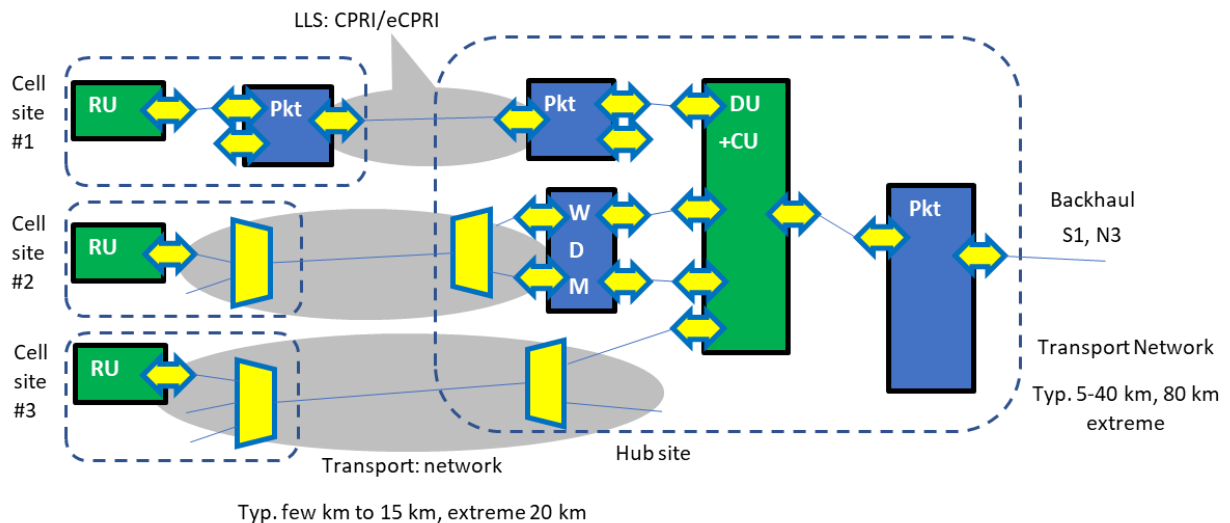 LLS: CPRI/eCPRI
Cell
site
#1
RU
Pkt
Pkt
DU
+CU
Cell
site
#2
RU
W
D
M
Pkt
Backhaul
S1, N3
Cell
site
#3
RU
Transport Network
Typ. 5-40 km, 80 km
extreme
Hub site
Transport: network
Typ. few km to 15 km, extreme 20 km